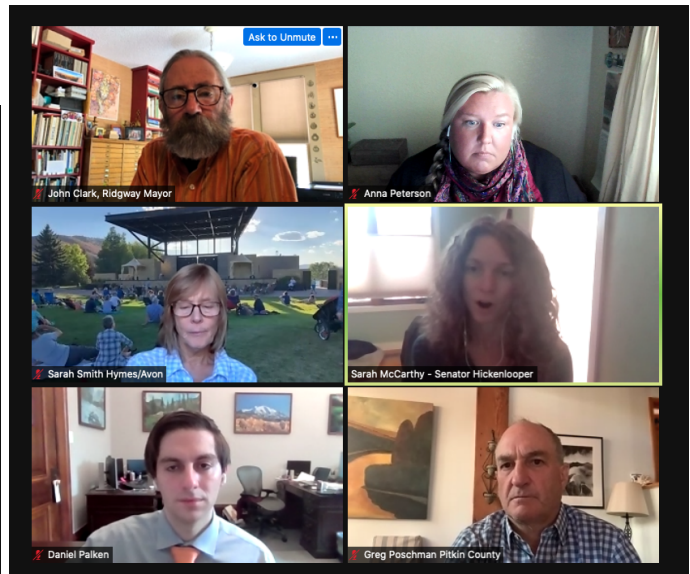 Ask to Unmute
John Clark, Ridgway Mayor
Anna Peterson
Sarah Smith Hymes/Avon
Sarah McCarthy - Senator Hickenlooper
Daniel Palken
Greg Poschman Pitkin County